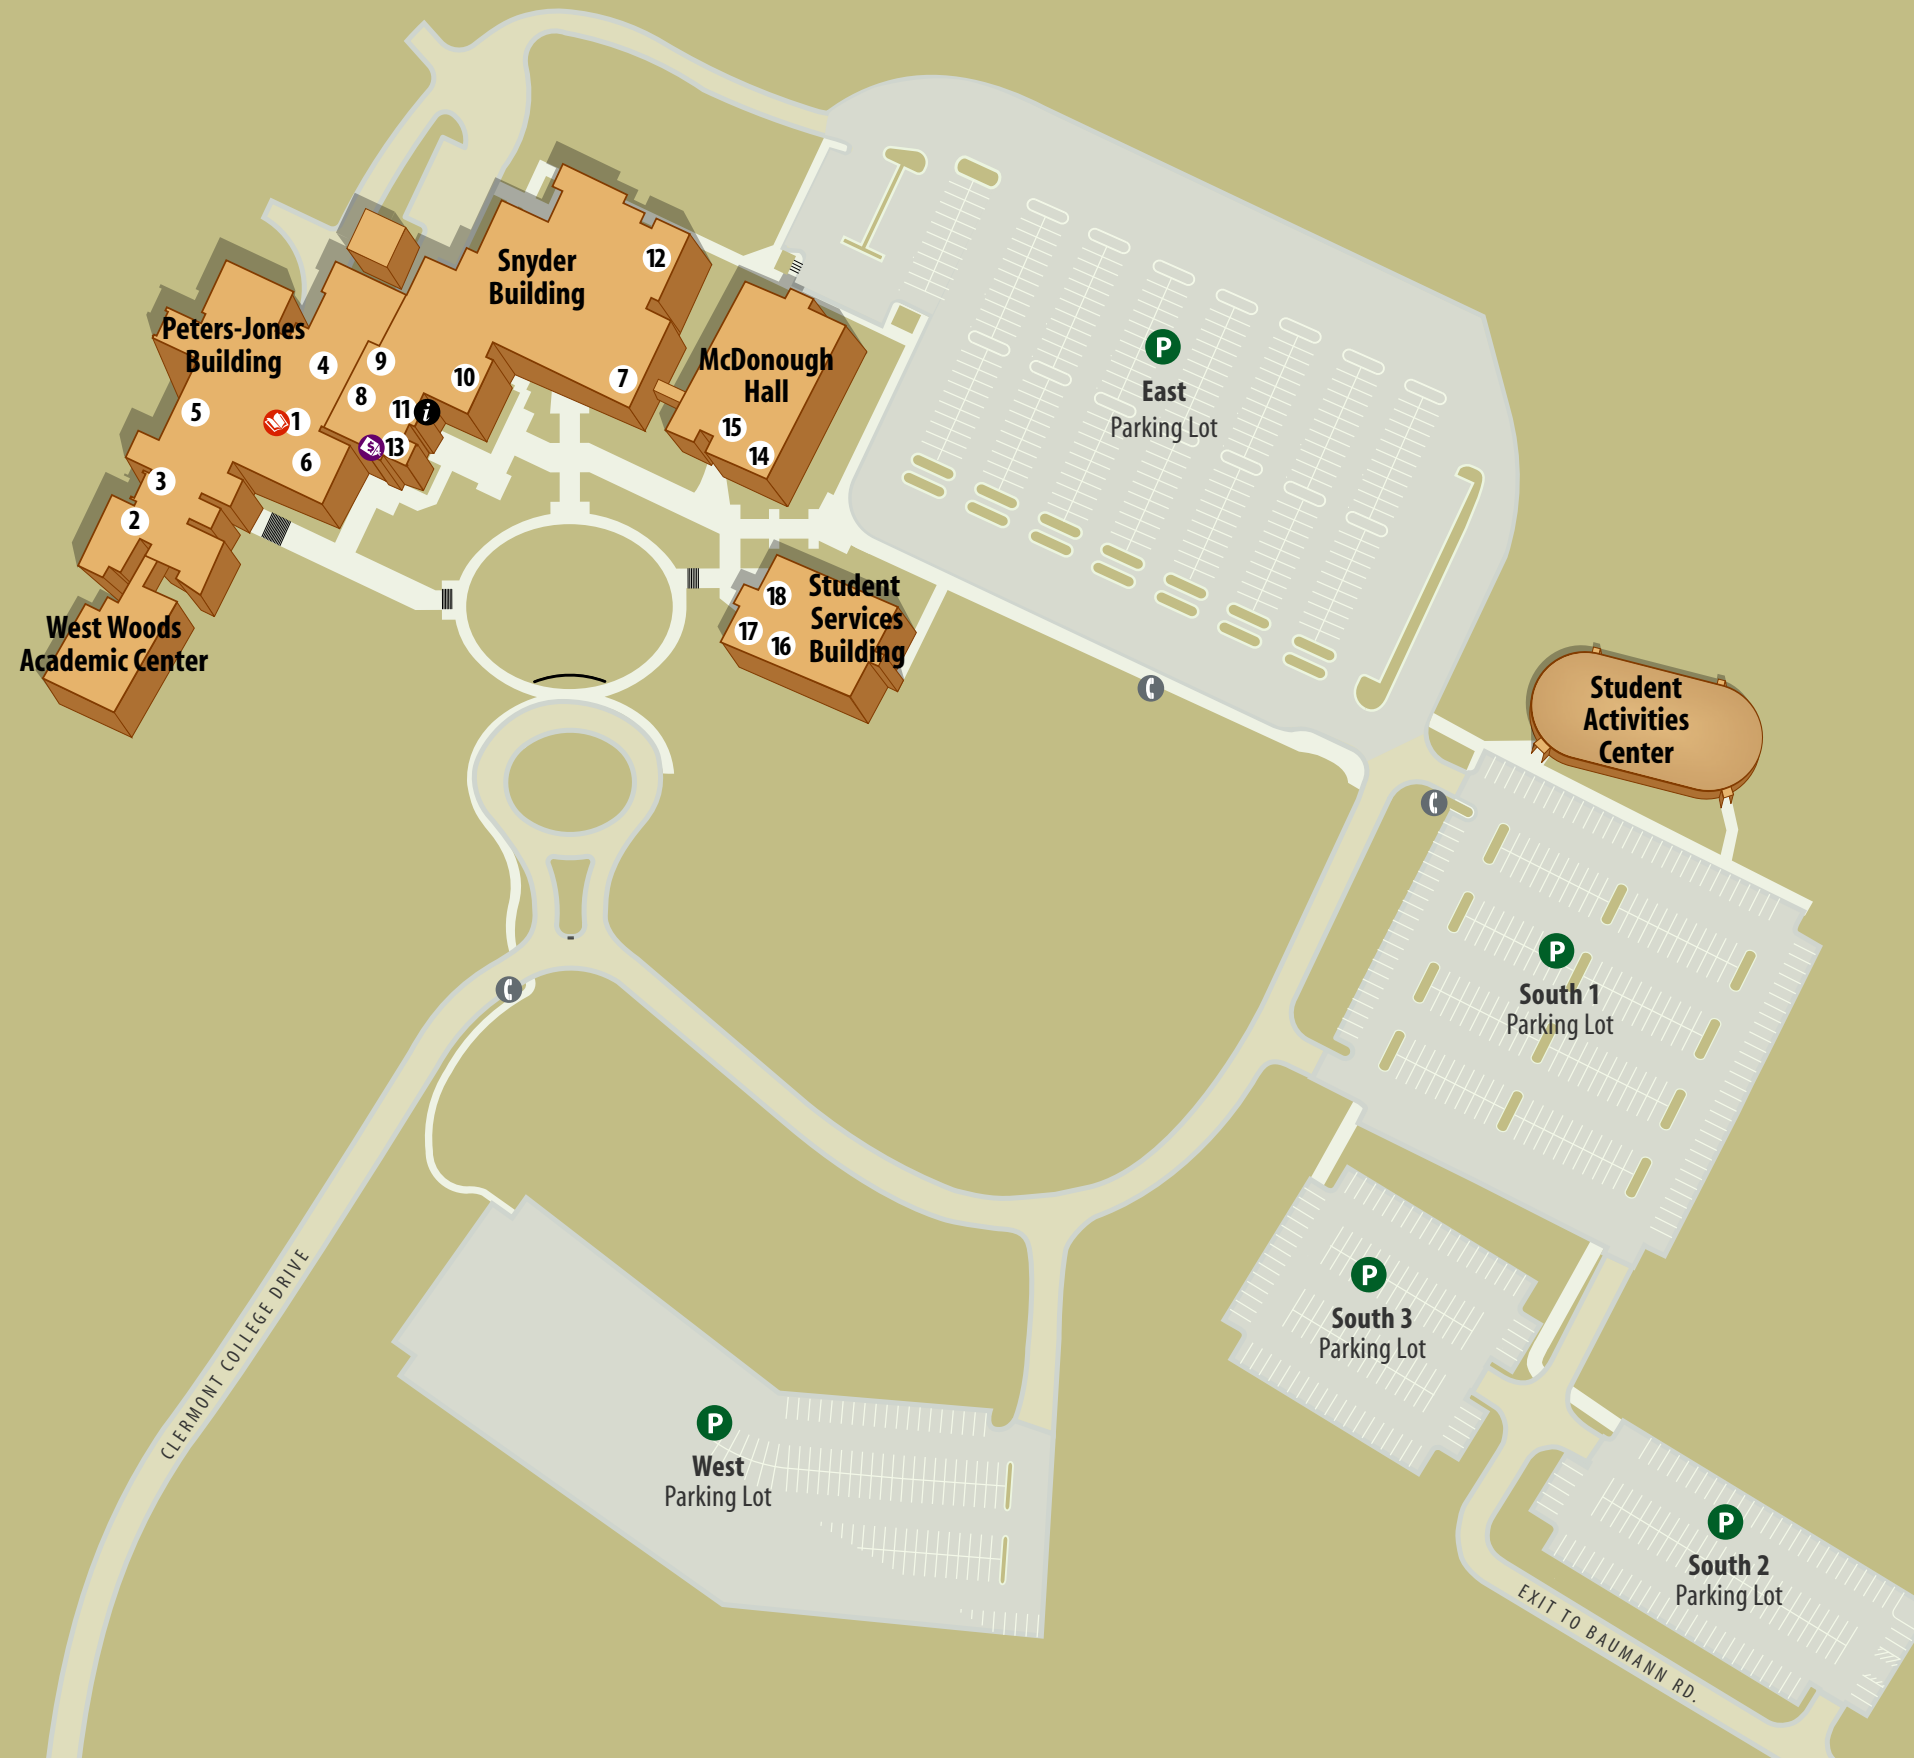 Snyder
Building
12
Peters-Jones
Building
4
9
8
10
7
11
i
5
1
13
$
6
3
2
McDonough
Hall
15
14
P
East
Parking Lot
West Woods
Academic Center
18
17
16
Student
Services
Building
Student
Activities
Center
P
South 1
Parking Lot
P
South 3
Parking Lot
CLERMONT COLLEGE DRIVE
P
West
Parking Lot
P
South 2
Parking Lot
EXIT TO BAUMANN RD.